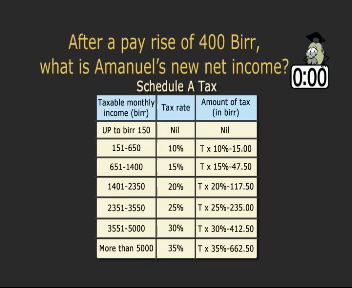 After a pay rise of 400 Birr,
what is Amanuel's new net income?
0:00
Schedule A Tax
Taxable monthly income (birr) Tax rate Amount of tax (in birr)
UP to birr 150 Nil Nil
151-650 10% T x 10%-15.00
651-1400 15% T x 15%-47.50
1401-2350 20% T x 20%-117.50
2351-3550 25% T x 25%-235.00
3551-5000 30% T x 30%-412.50
More than 5000 35% T x 35%-662.50